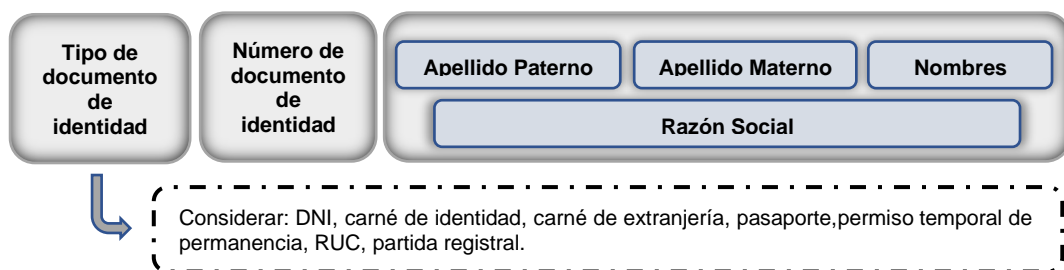 Tipo de
documento
de
identidad
Número de
documento
de
identidad
Apellido Paterno
Apellido Materno
Nombres
Razón Social
Considerar: DNI, carné de identidad, carné de extranjería, pasaporte,permiso temporal de
permanencia, RUC, partida registral.